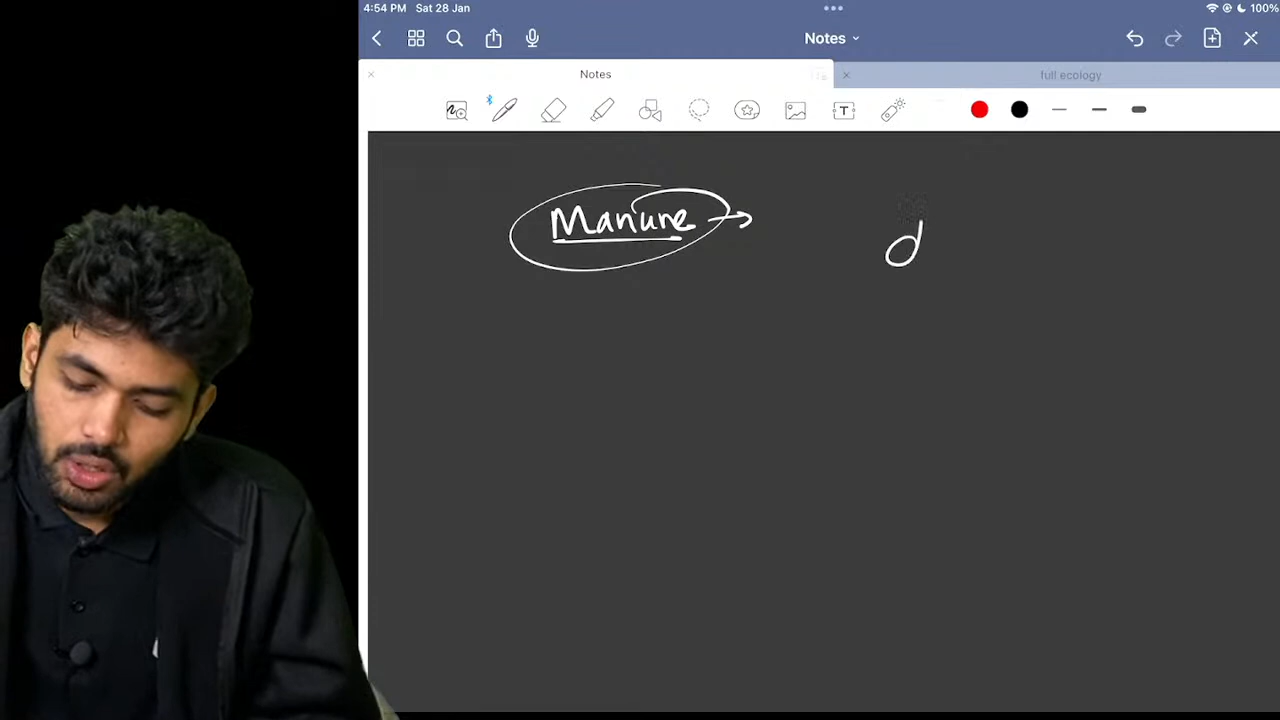 4:54 PM Sat 28 Jan 100%
Notes
Notes full ecology
T
Manure → d